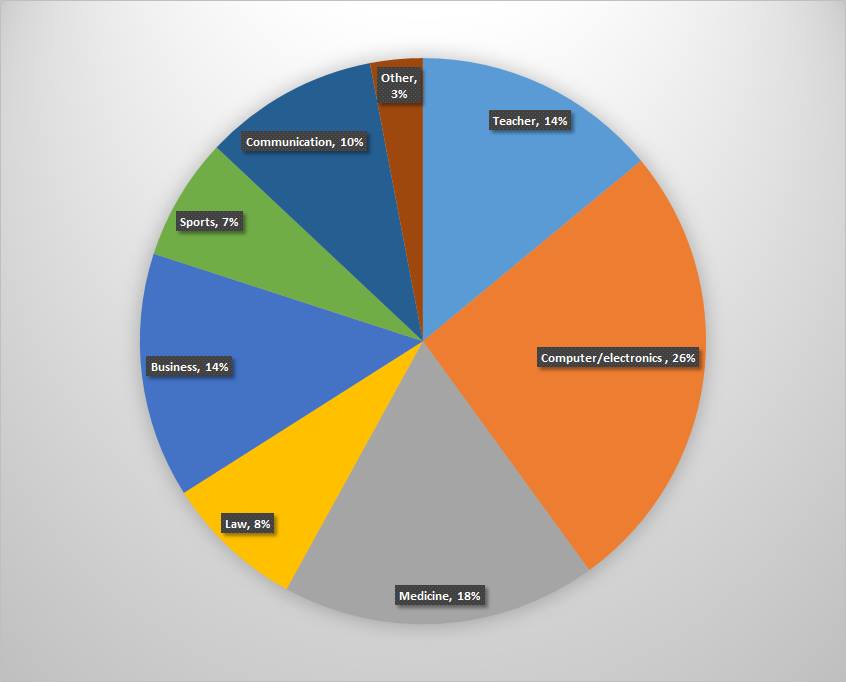 Other,
3%
Teacher, 14%
Communication, 10%
Sports, 7%
Computer/electronics , 26%
Business, 14%
Law, 8%
Medicine, 18%